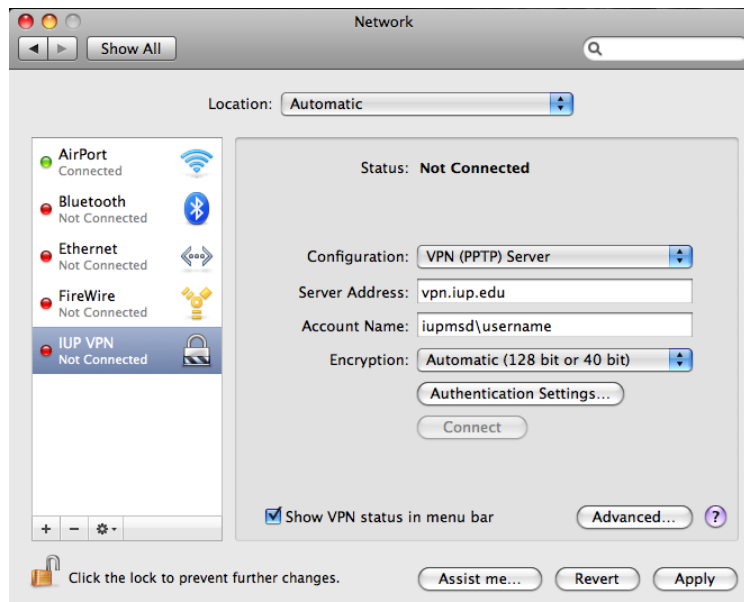 Network
Show All
Location: Automatic
AirPort
Connected
Bluetooth
Not Connected
Ethernet
Not Connected
FireWire
Not Connected
IUP VPN
Not Connected
Status: Not Connected
Configuration: VPN (PPTP) Server
Server Address: vpn.iup.edu
Account Name: iupmsd\username
Encryption: Automatic (128 bit or 40 bit)
Authentication Settings...
Connect
Show VPN status in menu bar
Advanced... ?
Click the lock to prevent further changes.
Assist me... Revert Apply